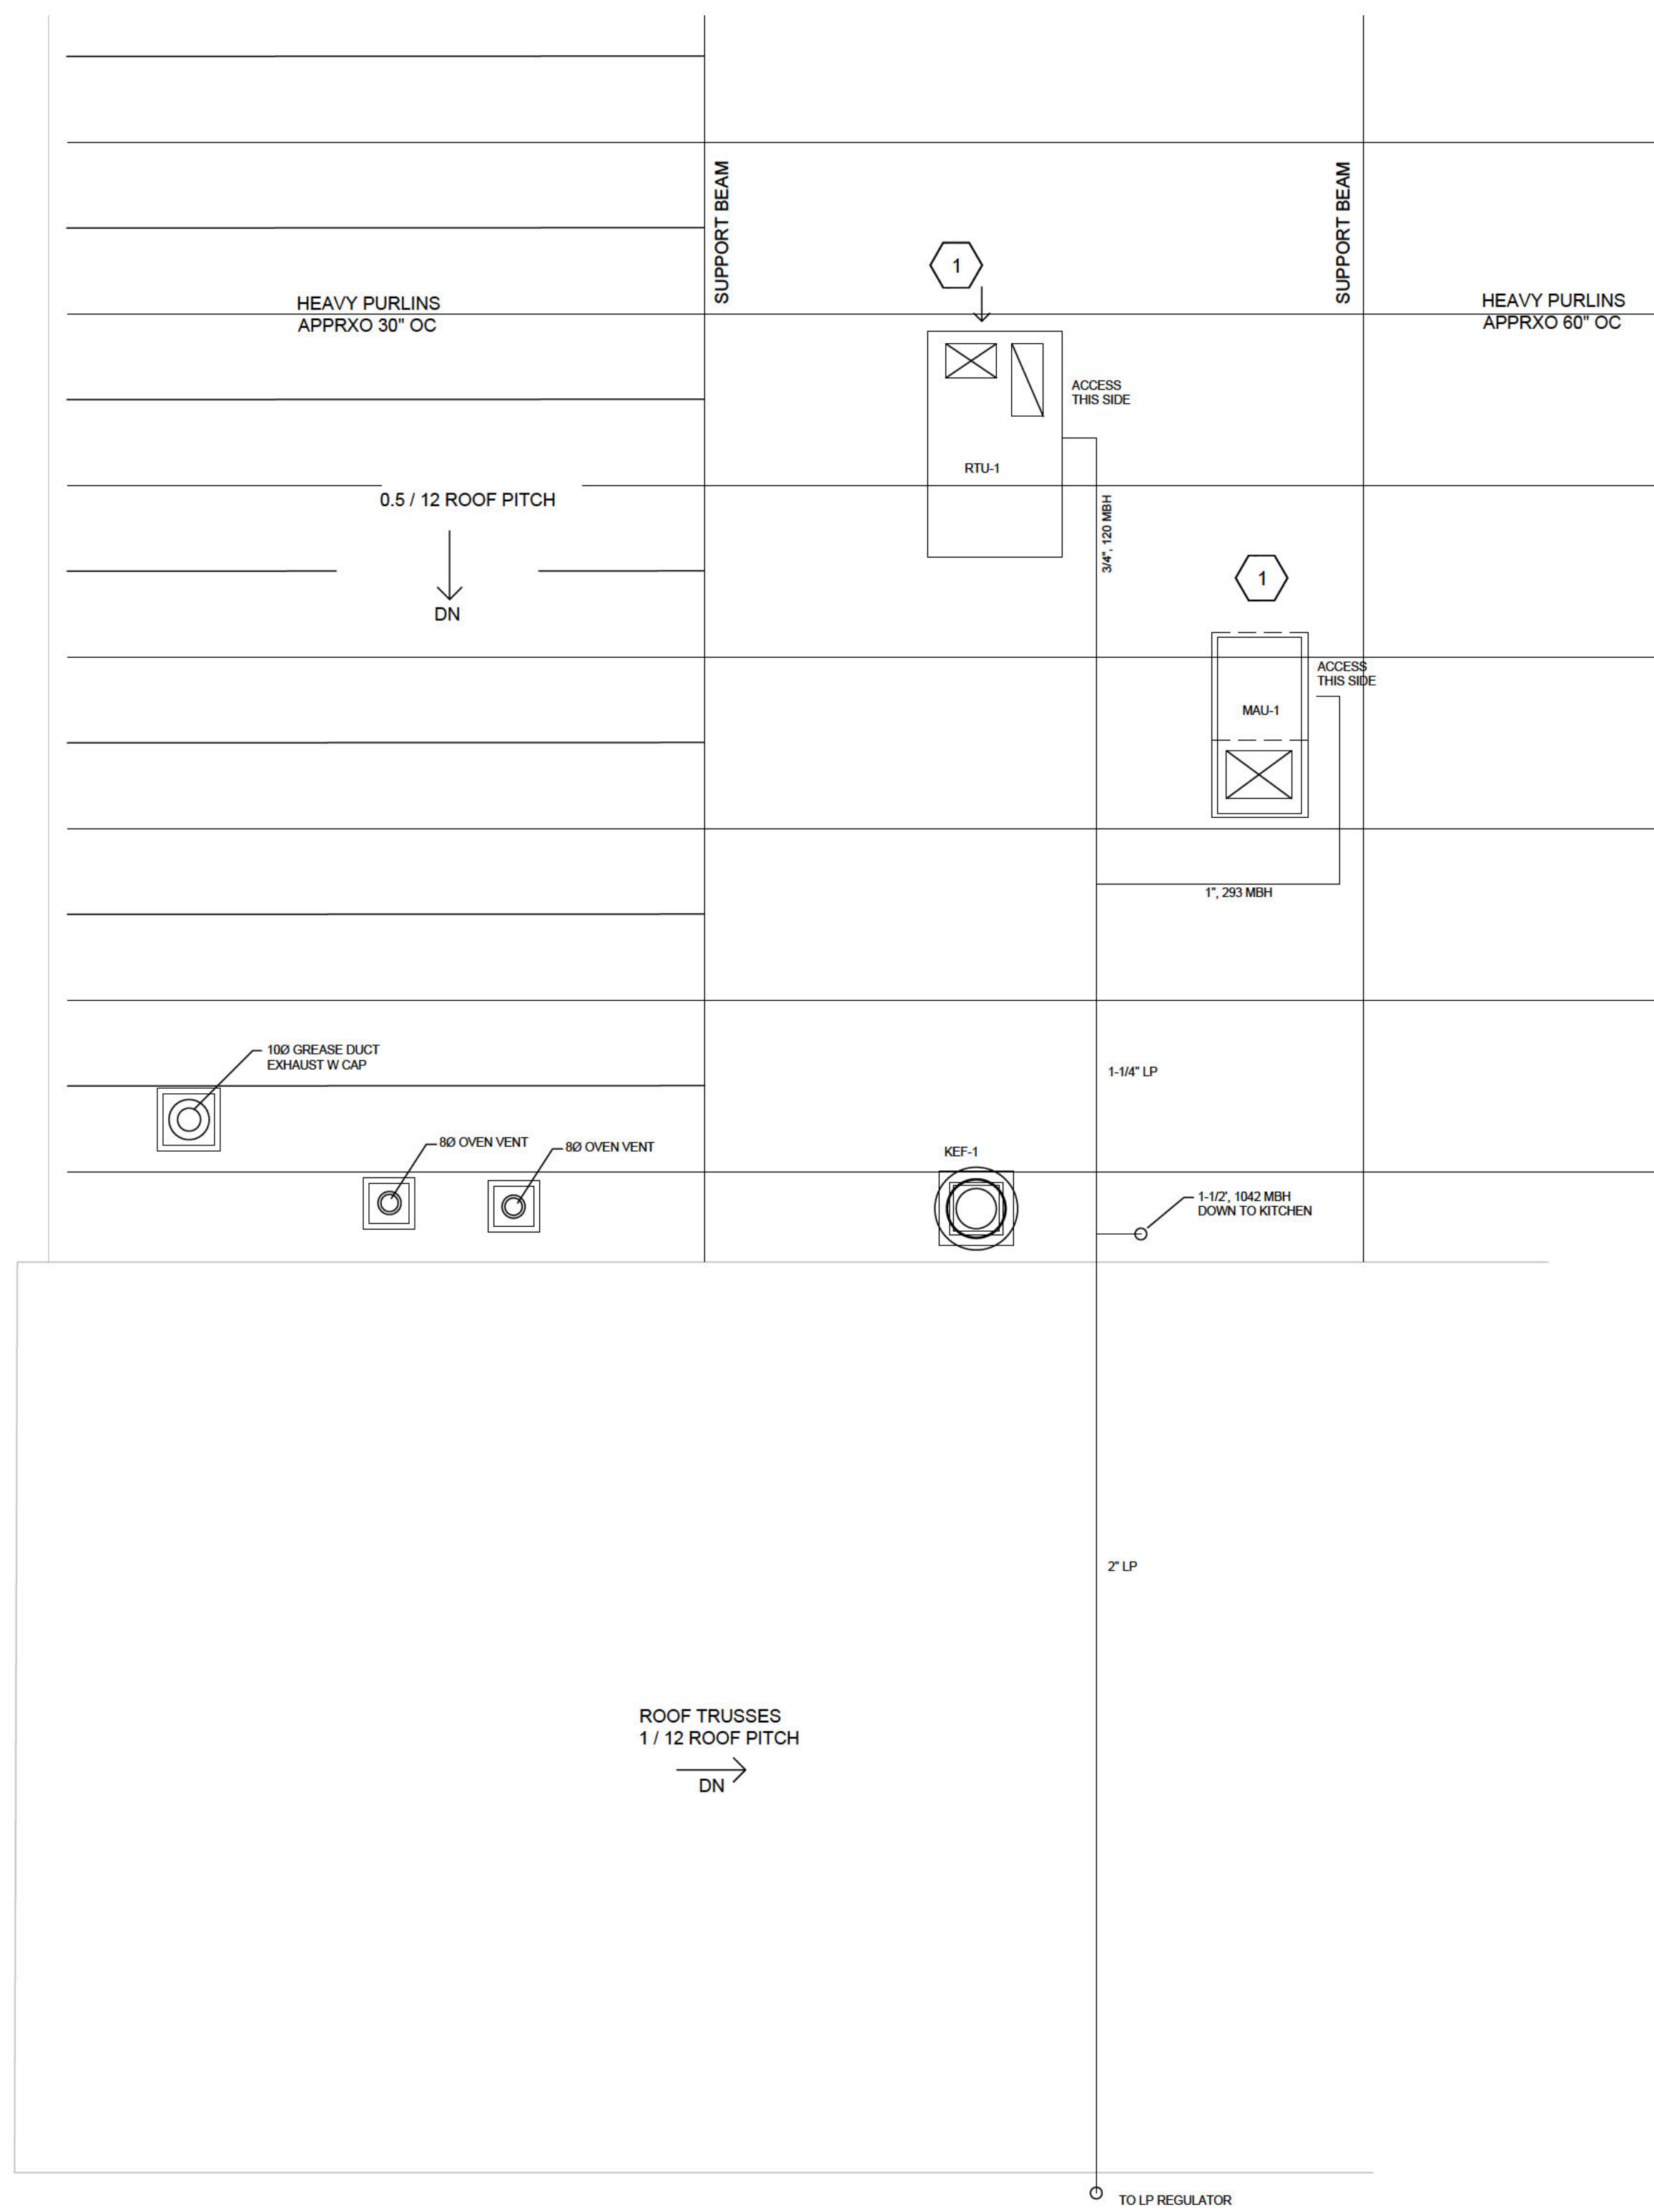 SUPPORT BEAM
SUPPORT BEAM
1
HEAVY PURLINS
APPRXO 30" OC
HEAVY PURLINS
APPRXO 60" OC
ACCESS
THIS SIDE
RTU-1
0.5 / 12 ROOF PITCH
DN
3/4", 120 MBH
1
ACCESS
THIS SIDE
MAU-1
1", 293 MBH
10Ø GREASE DUCT
EXHAUST W CAP
1-1/4" LP
8Ø OVEN VENT
8Ø OVEN VENT
KEF-1
1-1/2', 1042 MBH
DOWN TO KITCHEN
2" LP
ROOF TRUSSES
1 / 12 ROOF PITCH
DN
TO LP REGULATOR